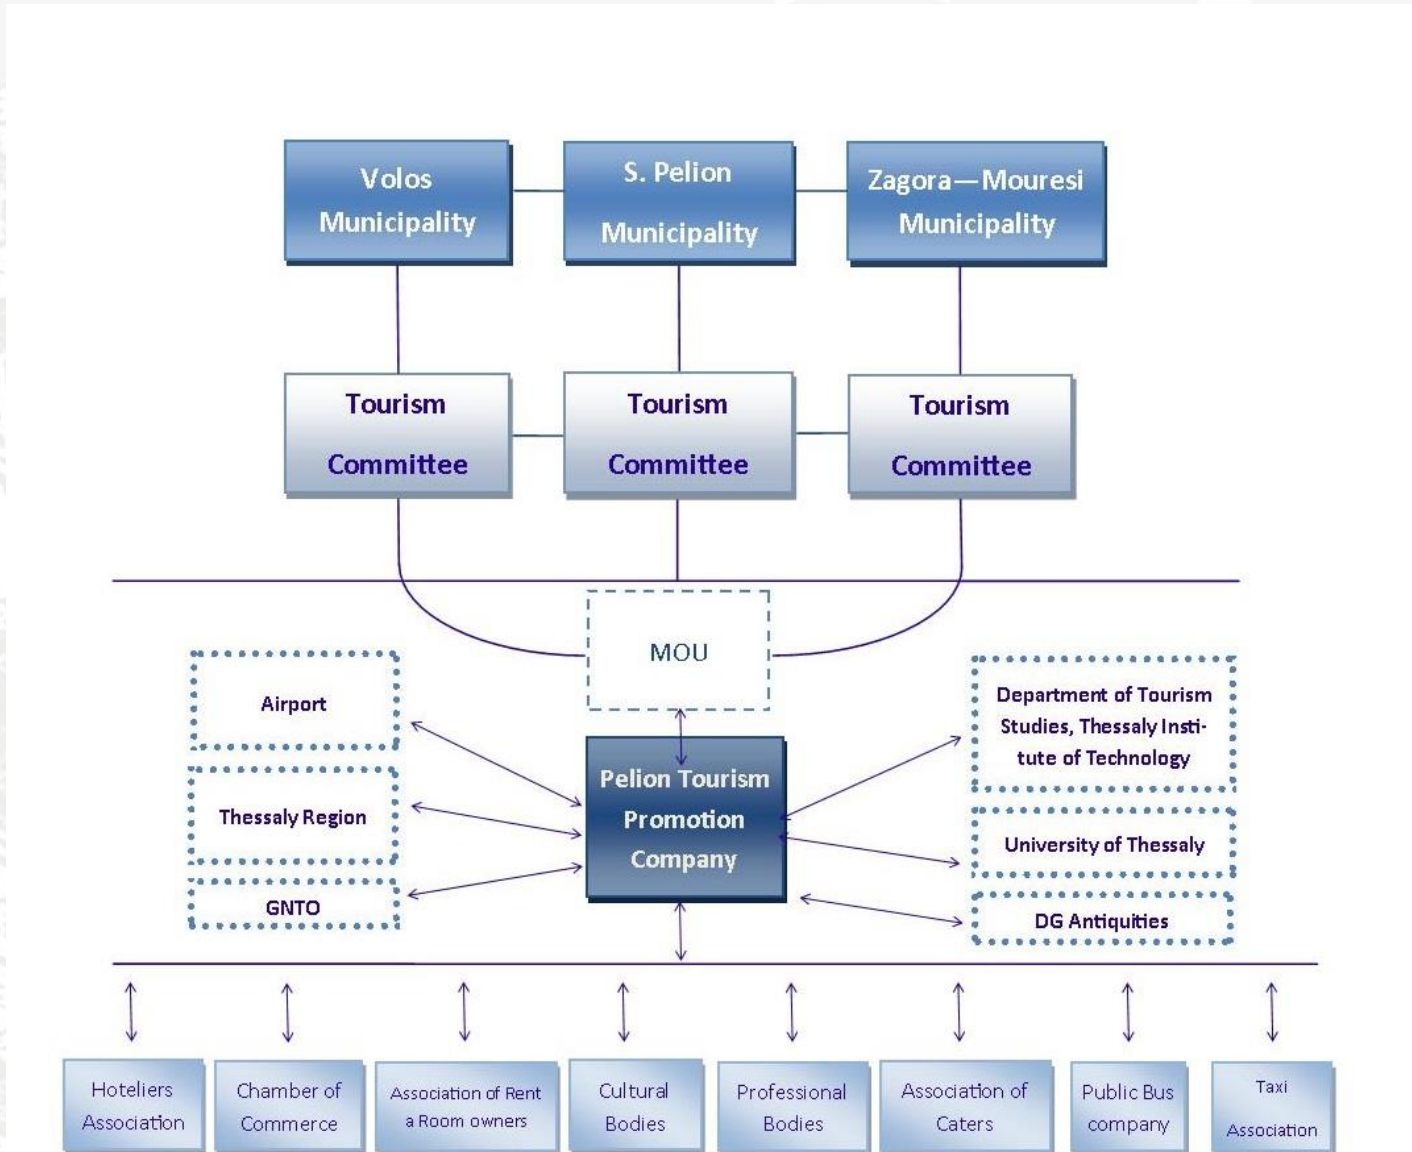 Volos
Municipality
S. Pelion
Municipality
Zagora—Mouresi
Municipality
Tourism
Committee
Tourism
Committee
Tourism
Committee
MOU
Airport
Thessaly Region
GNTO
Pelion Tourism
Promotion
Company
Department of Tourism
Studies, Thessaly Insti-
tute of Technology
University of Thessaly
DG Antiquities
Hoteliers
Association
Chamber of
Commerce
Association of Rent
a Room owners
Cultural
Bodies
Professional
Bodies
Association of
Caters
Public Bus
company
Taxi
Association